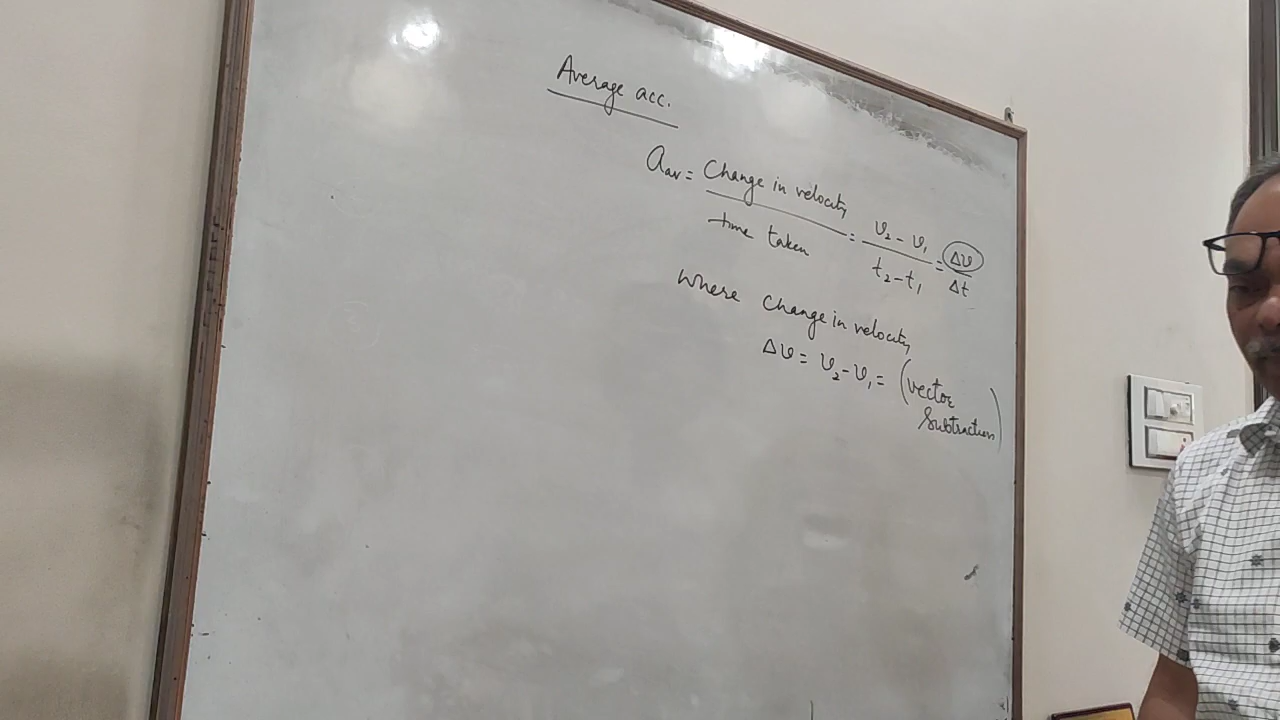 Average acc.
a_av = Change in velocity / time taken = v₂ - v₁ / t₂ - t₁ = Δv / Δt
Where Change in velocity
Δv = v₂ - v₁ = (vector
Subtraction)